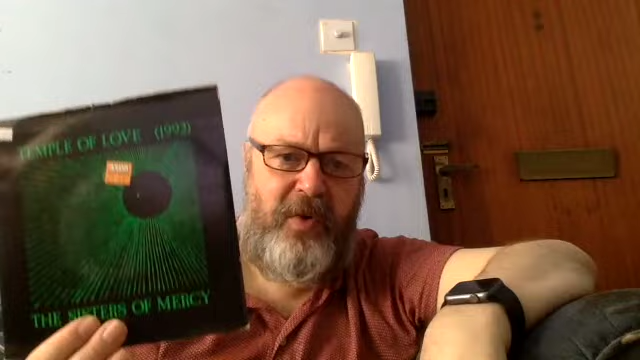 TEMPLE OF LOVE (1992)
THE SISTERS OF MERCY